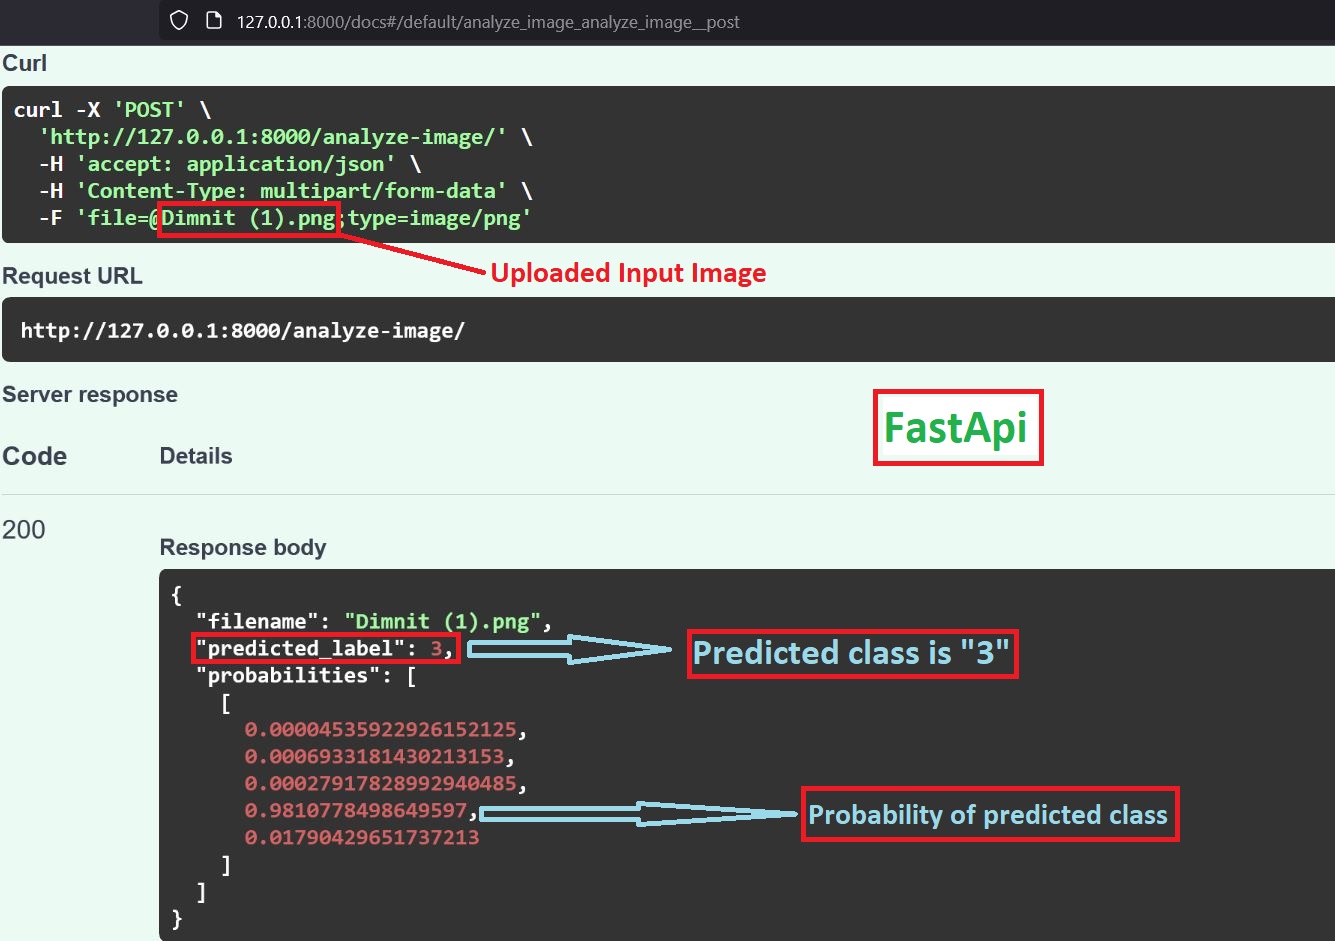 127.0.0.1:8000/docs#/default/analyze_image_analyze_image__post
Curl
curl -X 'POST' \
'http://127.0.0.1:8000/analyze-image/' \
-H 'accept: application/json' \
-H 'Content-Type: multipart/form-data' \
-F 'file=@Dimnit (1).png;type=image/png'
Uploaded Input Image
Request URL
http://127.0.0.1:8000/analyze-image/
Server response
FastApi
Code Details
200
Response body
{
"filename": "Dimnit (1).png",
"predicted_label": 3,
Predicted class is "3"
"probabilities": [
[
0.00004535922926152125,
0.0006933181430213153,
0.00027917828992940485,
0.9810778498649597,
Probability of predicted class
0.017904296517372​13
]
]
}